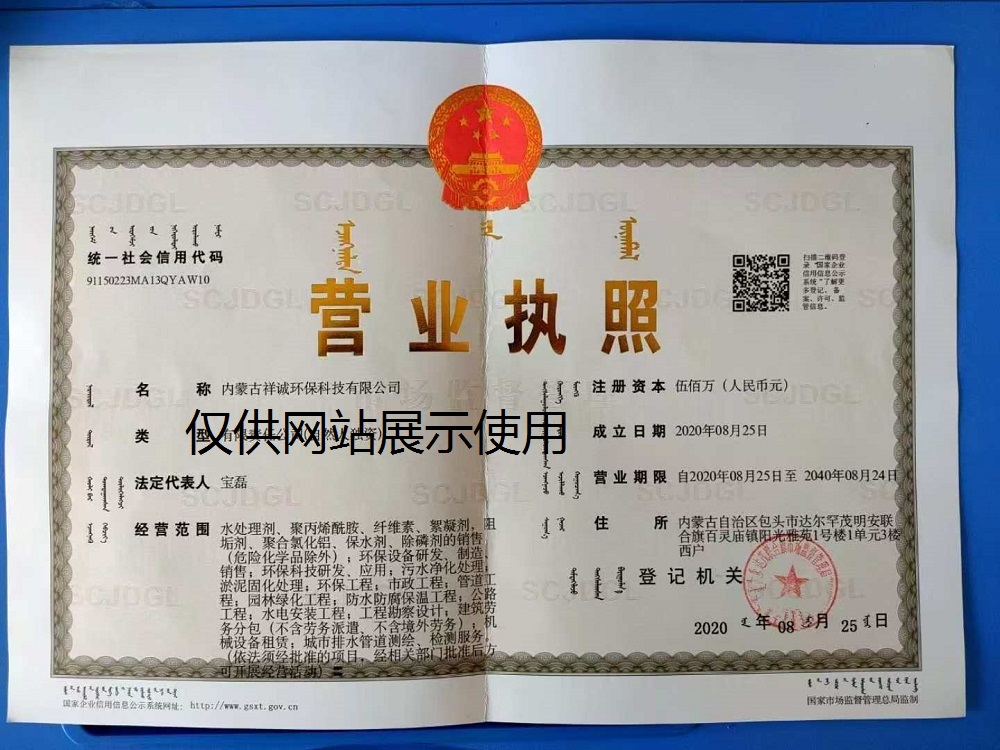 统一社会信用代码
91150223MA13QYAW10
扫描二维码登
录“国家企业
信用信息公示
系统”了解更
多登记、备
案、许可、监
管信息。
营业执照
名称 内蒙古祥诚环保科技有限公司
类型 有限责任公司(自然人独资)
法定代表人 宝磊
经营范围 水处理剂、聚丙烯酰胺、纤维素、絮凝剂，阻
垢剂、聚合氯化铝、保水剂、除磷剂的销售
（危险化学品除外）；环保设备研发、制造、
销售；环保科技研发、应用；污水净化处理；
淤泥固化处理；环保工程；市政工程；管道工
程；园林绿化工程；防水防腐保温工程；公路
工程；水电安装工程；工程勘察设计；建筑劳
务分包（不含劳务派遣、不含境外劳务）；机
械设备租赁；城市排水管道测绘、检测服务。
（依法须经批准的项目，经相关部门批准后方
可开展经营活动）
仅供网站展示使用
注册资本 伍佰万（人民币元）
成立日期 2020年08月25日
营业期限 自2020年08月25日至 2040年08月24日
住所 内蒙古自治区包头市达尔罕茂明安联
合旗百灵庙镇阳光雅苑1号楼1单元3楼
西户
登记机关
2020 年 08 月 25 日
国家企业信用信息公示系统网址：http://www.gsxt.gov.cn
国家市场监督管理总局监制
SCJDGL